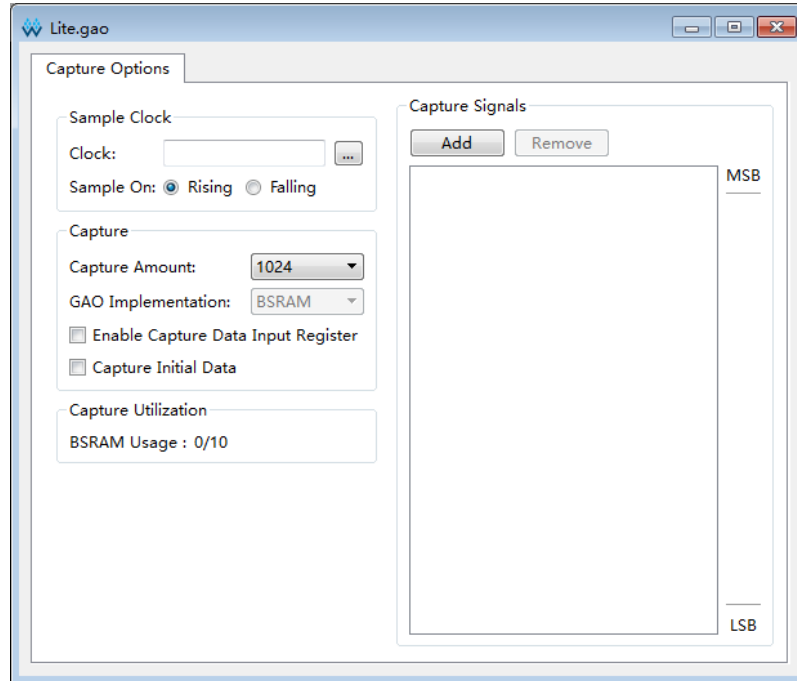 Lite.gao
Capture Options
Sample Clock
Clock:
...
Sample On: Rising Falling
Capture
Capture Amount: 1024
GAO Implementation: BSRAM
Enable Capture Data Input Register
Capture Initial Data
Capture Utilization
BSRAM Usage : 0/10
Capture Signals
Add Remove
MSB
LSB